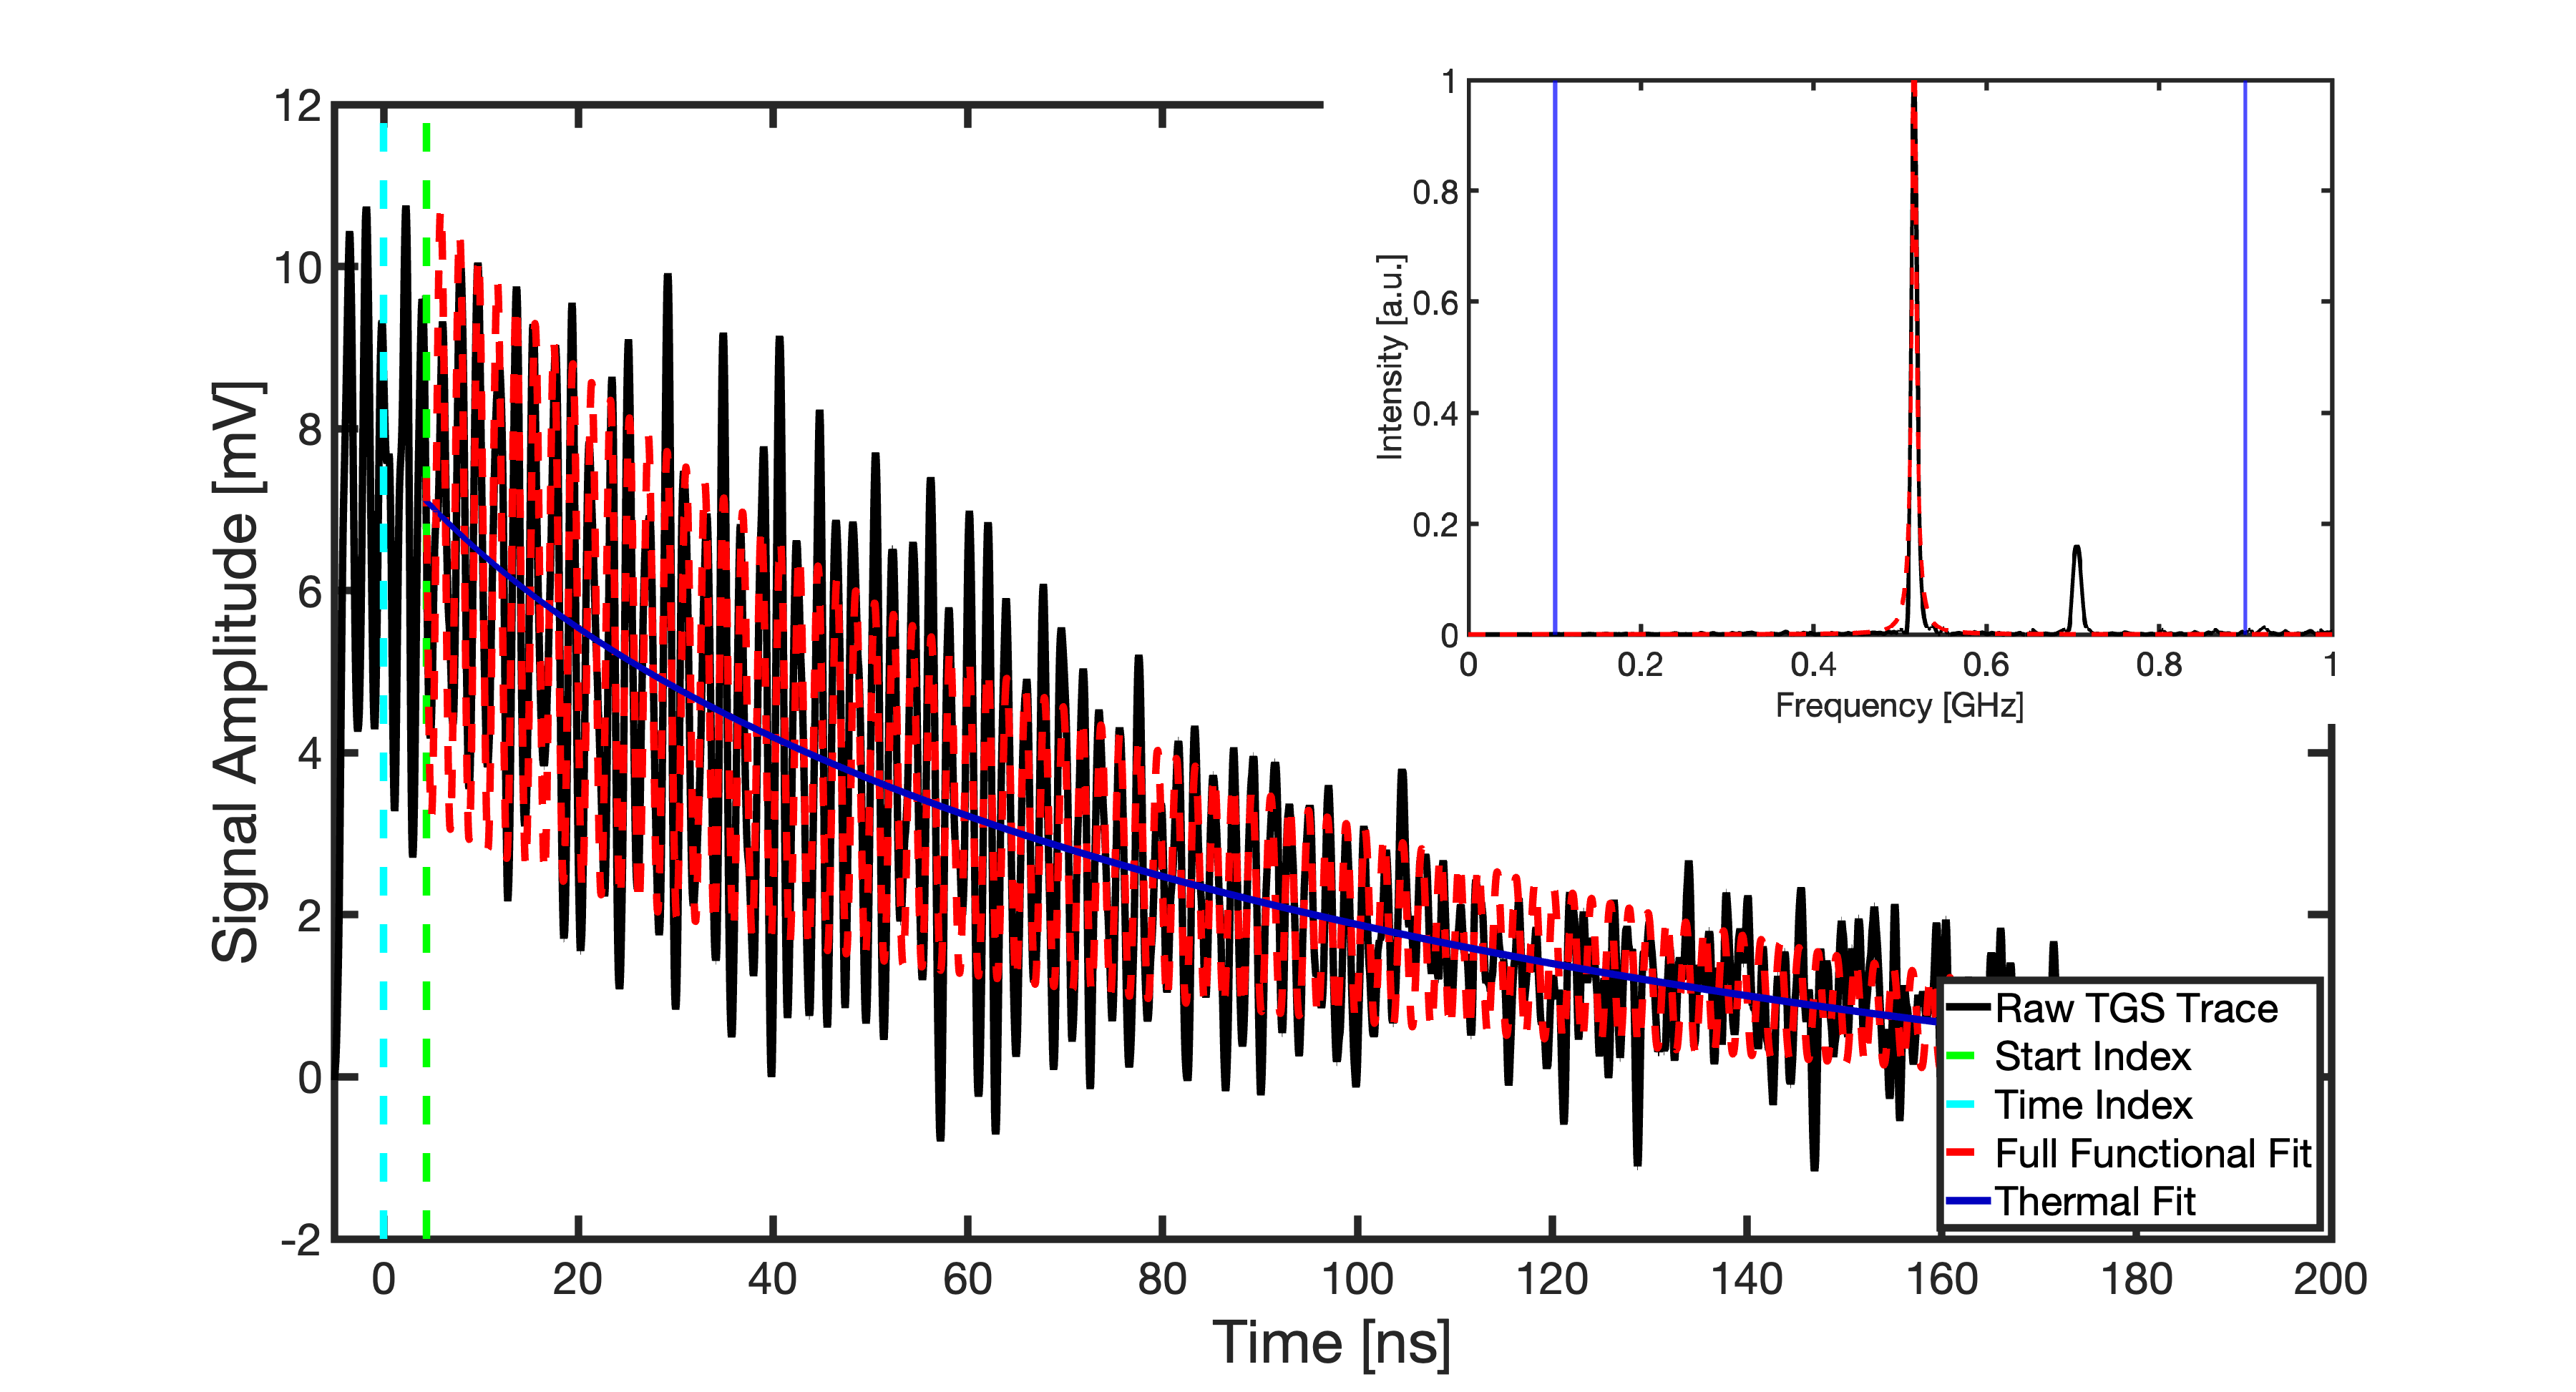 12
10
8
6
4
2
0
-2
Signal Amplitude [mV]
0 20 40 60 80 100 120 140 160 180 200
Time [ns]
1
0.8
0.6
0.4
0.2
0
Intensity [a.u.]
0 0.2 0.4 0.6 0.8 1
Frequency [GHz]
Raw TGS Trace
Start Index
Time Index
Full Functional Fit
Thermal Fit